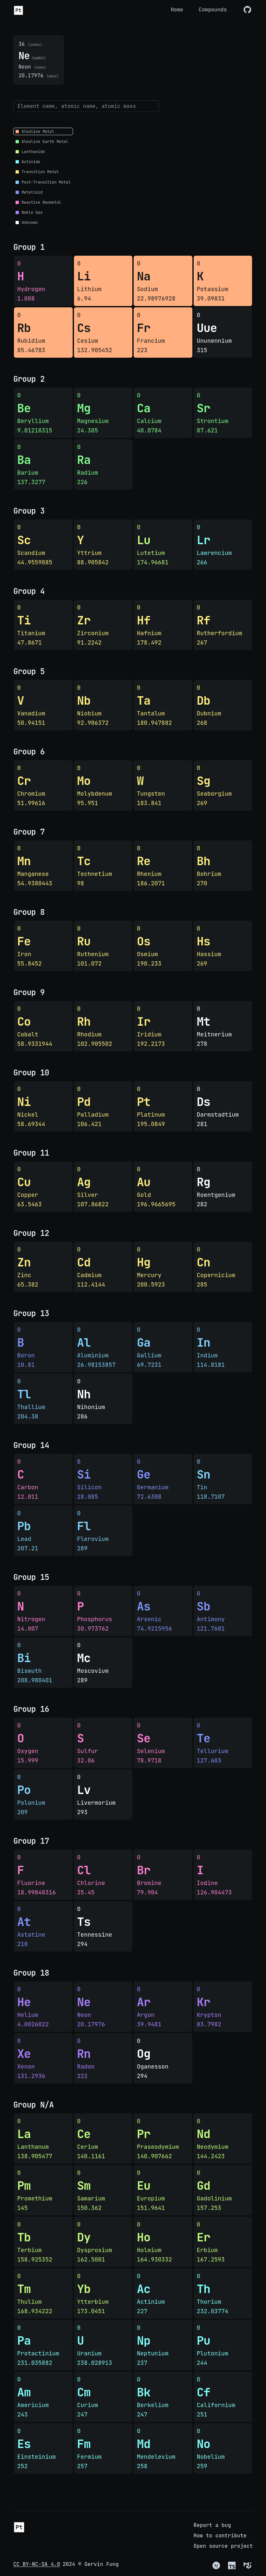 Pt
Home
Compounds
36 (number)
Ne (symbol)
Neon (name)
20.17976 (mass)
Element name, atomic name, atomic mass
Alkaline Metal
Alkaline Earth Metal
Lanthanide
Actinide
Transition Metal
Post-Transition Metal
Metalloid
Reactive Nonmetal
Noble Gas
Unknown
Group 1
0
H
Hydrogen
1.008
0
Li
Lithium
6.94
0
Na
Sodium
22.98976928
0
K
Potassium
39.09831
0
Rb
Rubidium
85.46783
0
Cs
Cesium
132.905452
0
Fr
Francium
223
0
Uue
Ununennium
315
Group 2
0
Be
Beryllium
9.01218315
0
Mg
Magnesium
24.305
0
Ca
Calcium
40.0784
0
Sr
Strontium
87.621
0
Ba
Barium
137.3277
0
Ra
Radium
226
Group 3
0
Sc
Scandium
44.9559085
0
Y
Yttrium
88.905842
0
Lu
Lutetium
174.96681
0
Lr
Lawrencium
266
Group 4
0
Ti
Titanium
47.8671
0
Zr
Zirconium
91.2242
0
Hf
Hafnium
178.492
0
Rf
Rutherfordium
267
Group 5
0
V
Vanadium
50.94151
0
Nb
Niobium
92.906372
0
Ta
Tantalum
180.947882
0
Db
Dubnium
268
Group 6
0
Cr
Chromium
51.99616
0
Mo
Molybdenum
95.951
0
W
Tungsten
183.841
0
Sg
Seaborgium
269
Group 7
0
Mn
Manganese
54.9380443
0
Tc
Technetium
98
0
Re
Rhenium
186.2071
0
Bh
Bohrium
270
Group 8
0
Fe
Iron
55.8452
0
Ru
Ruthenium
101.072
0
Os
Osmium
190.233
0
Hs
Hassium
269
Group 9
0
Co
Cobalt
58.9331944
0
Rh
Rhodium
102.905502
0
Ir
Iridium
192.2173
0
Mt
Meitnerium
278
Group 10
0
Ni
Nickel
58.69344
0
Pd
Palladium
106.421
0
Pt
Platinum
195.0849
0
Ds
Darmstadtium
281
Group 11
0
Cu
Copper
63.5463
0
Ag
Silver
107.86822
0
Au
Gold
196.9665695
0
Rg
Roentgenium
282
Group 12
0
Zn
Zinc
65.382
0
Cd
Cadmium
112.4144
0
Hg
Mercury
200.5923
0
Cn
Copernicium
285
Group 13
0
B
Boron
10.81
0
Al
Aluminium
26.98153857
0
Ga
Gallium
69.7231
0
In
Indium
114.8181
0
Tl
Thallium
204.38
0
Nh
Nihonium
286
Group 14
0
C
Carbon
12.011
0
Si
Silicon
28.085
0
Ge
Germanium
72.6308
0
Sn
Tin
118.7107
0
Pb
Lead
207.21
0
Fl
Flerovium
289
Group 15
0
N
Nitrogen
14.007
0
P
Phosphorus
30.973762
0
As
Arsenic
74.9215956
0
Sb
Antimony
121.7601
0
Bi
Bismuth
208.980401
0
Mc
Moscovium
289
Group 16
0
O
Oxygen
15.999
0
S
Sulfur
32.06
0
Se
Selenium
78.9718
0
Te
Tellurium
127.603
0
Po
Polonium
209
0
Lv
Livermorium
293
Group 17
0
F
Fluorine
18.99840316
0
Cl
Chlorine
35.45
0
Br
Bromine
79.904
0
I
Iodine
126.904473
0
At
Astatine
210
0
Ts
Tennessine
294
Group 18
0
He
Helium
4.0026022
0
Ne
Neon
20.17976
0
Ar
Argon
39.9481
0
Kr
Krypton
83.7982
0
Xe
Xenon
131.2936
0
Rn
Radon
222
0
Og
Oganesson
294
Group N/A
0
La
Lanthanum
138.905477
0
Ce
Cerium
140.1161
0
Pr
Praseodymium
140.907662
0
Nd
Neodymium
144.2423
0
Pm
Promethium
145
0
Sm
Samarium
150.362
0
Eu
Europium
151.9641
0
Gd
Gadolinium
157.253
0
Tb
Terbium
158.925352
0
Dy
Dysprosium
162.5001
0
Ho
Holmium
164.930332
0
Er
Erbium
167.2593
0
Tm
Thulium
168.934222
0
Yb
Ytterbium
173.0451
0
Ac
Actinium
227
0
Th
Thorium
232.03774
0
Pa
Protactinium
231.035882
0
U
Uranium
238.028913
0
Np
Neptunium
237
0
Pu
Plutonium
244
0
Am
Americium
243
0
Cm
Curium
247
0
Bk
Berkelium
247
0
Cf
Californium
251
0
Es
Einsteinium
252
0
Fm
Fermium
257
0
Md
Mendelevium
258
0
No
Nobelium
259
Pt
Report a bug
How to contribute
Open source project
CC BY-NC-SA 4.0 2024 © Gervin Fung
N
TS